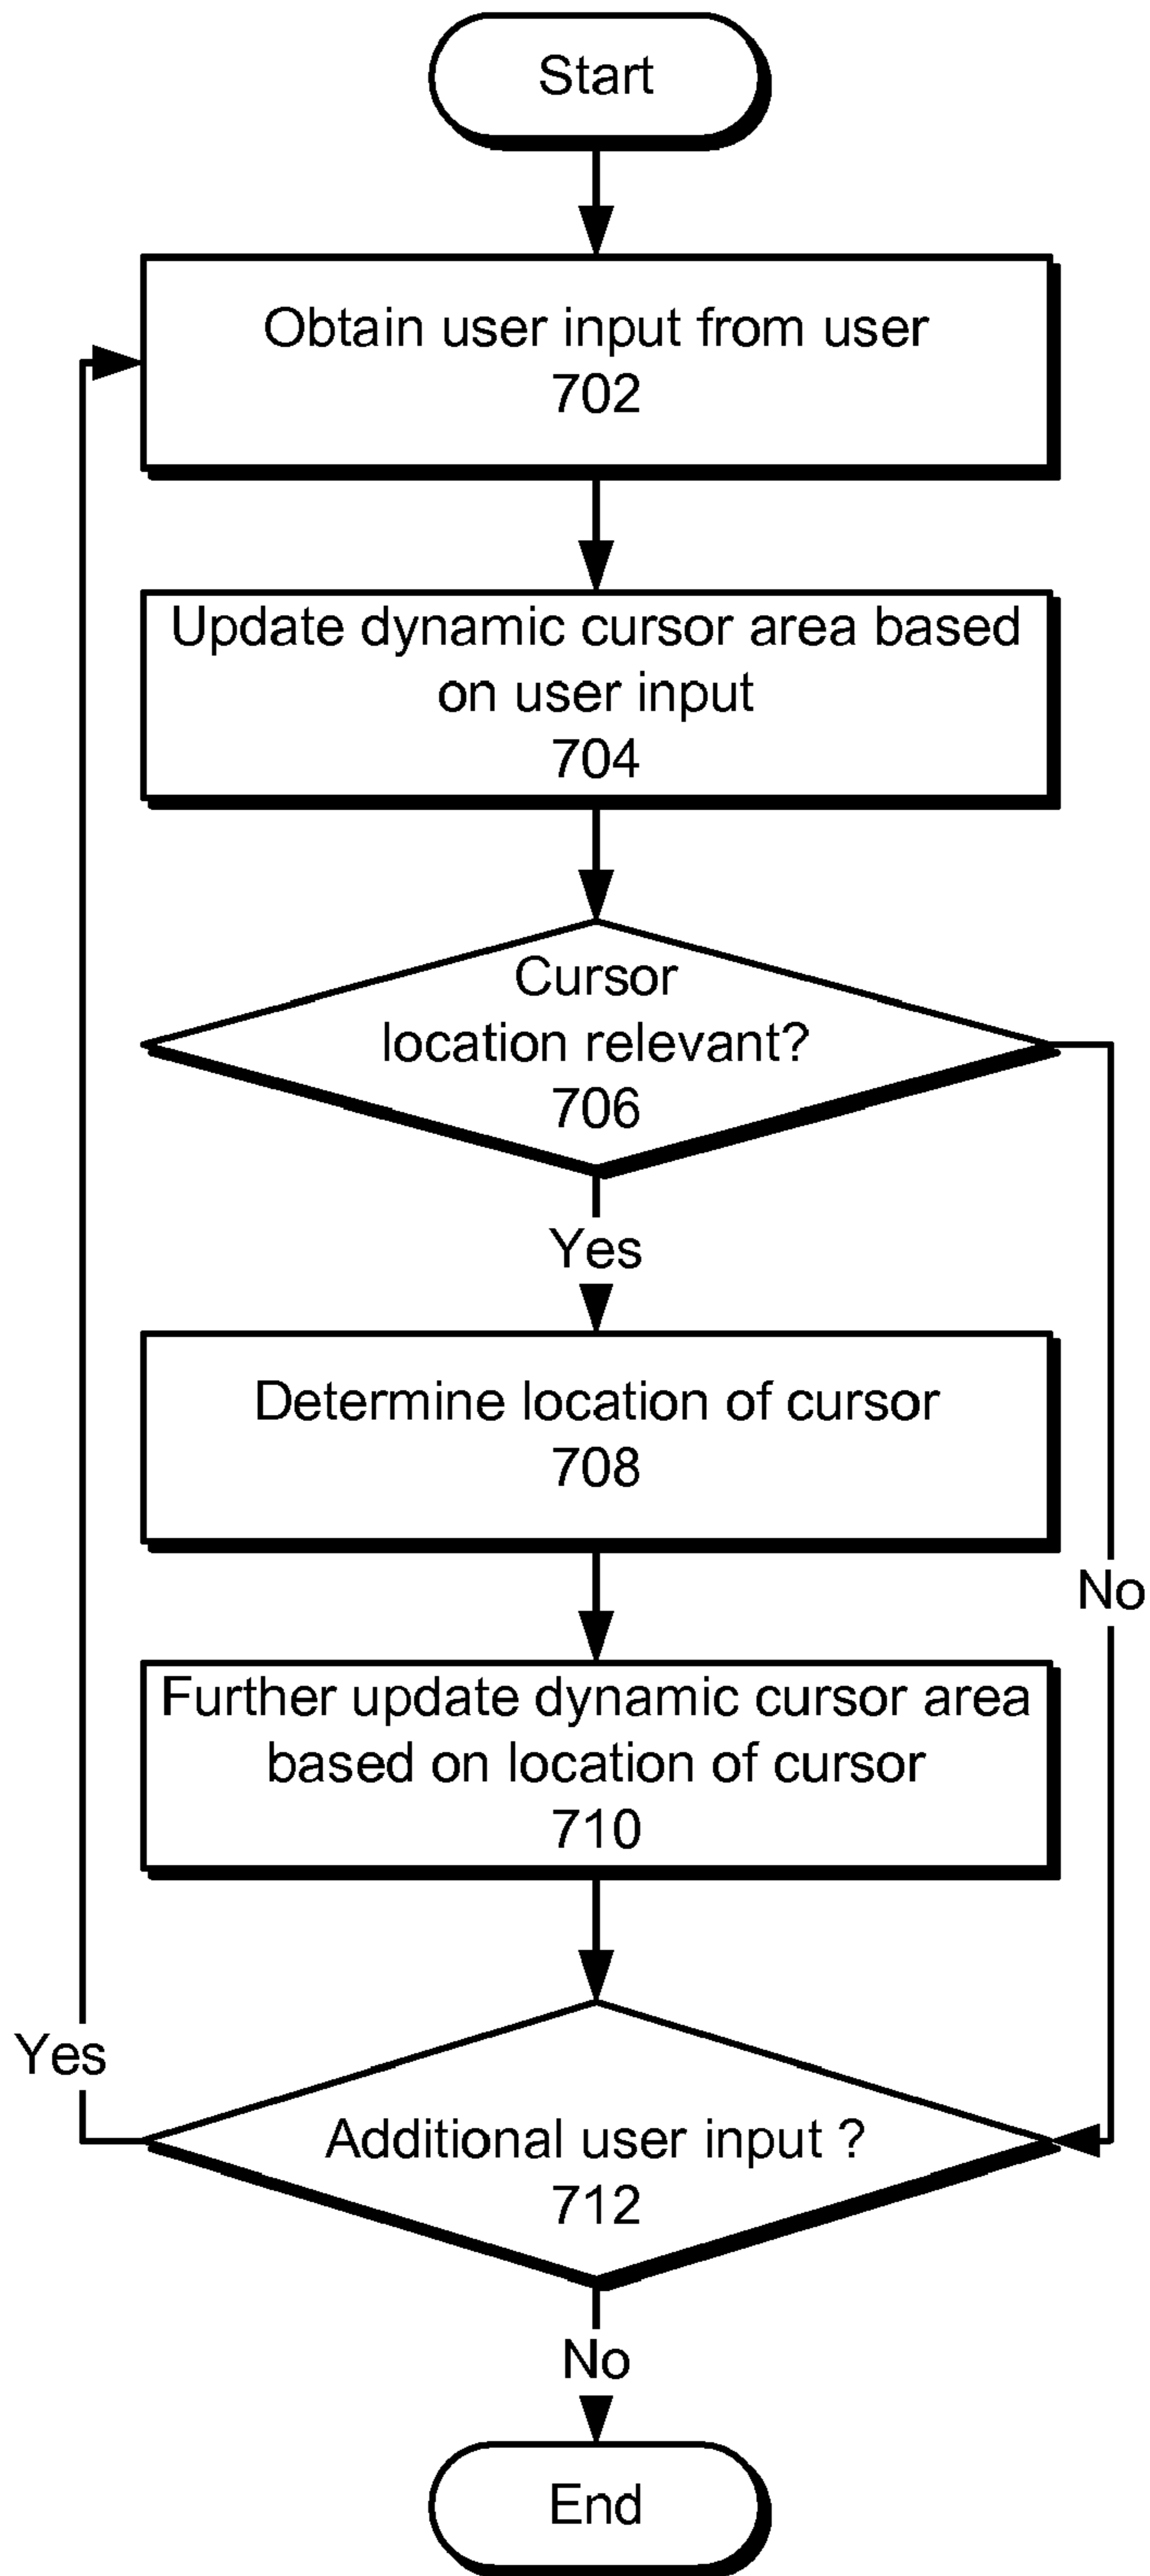 Start
Obtain user input from user
702
Update dynamic cursor area based
on user input
704
Cursor
location relevant?
706
Yes
Determine location of cursor
708
No
Further update dynamic cursor area
based on location of cursor
710
Yes
Additional user input ?
712
No
End